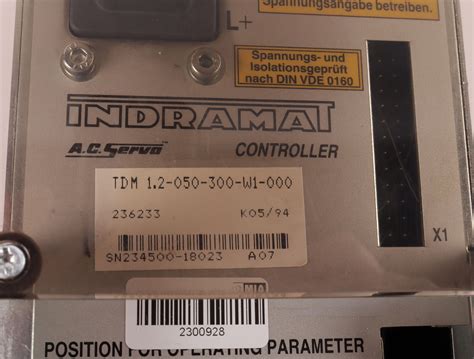 Spannungsangabe betreiben.
L+
Spannungs- und
Isolationsgeprüft
nach DIN VDE 0160
INDRAMAT
A.C. Servo CONTROLLER
TDM 1.2-050-300-W1-000
236233 K05/94
SN234500-18023 A07
X1
2300928
POSITION FOR OPERATING PARAMETER